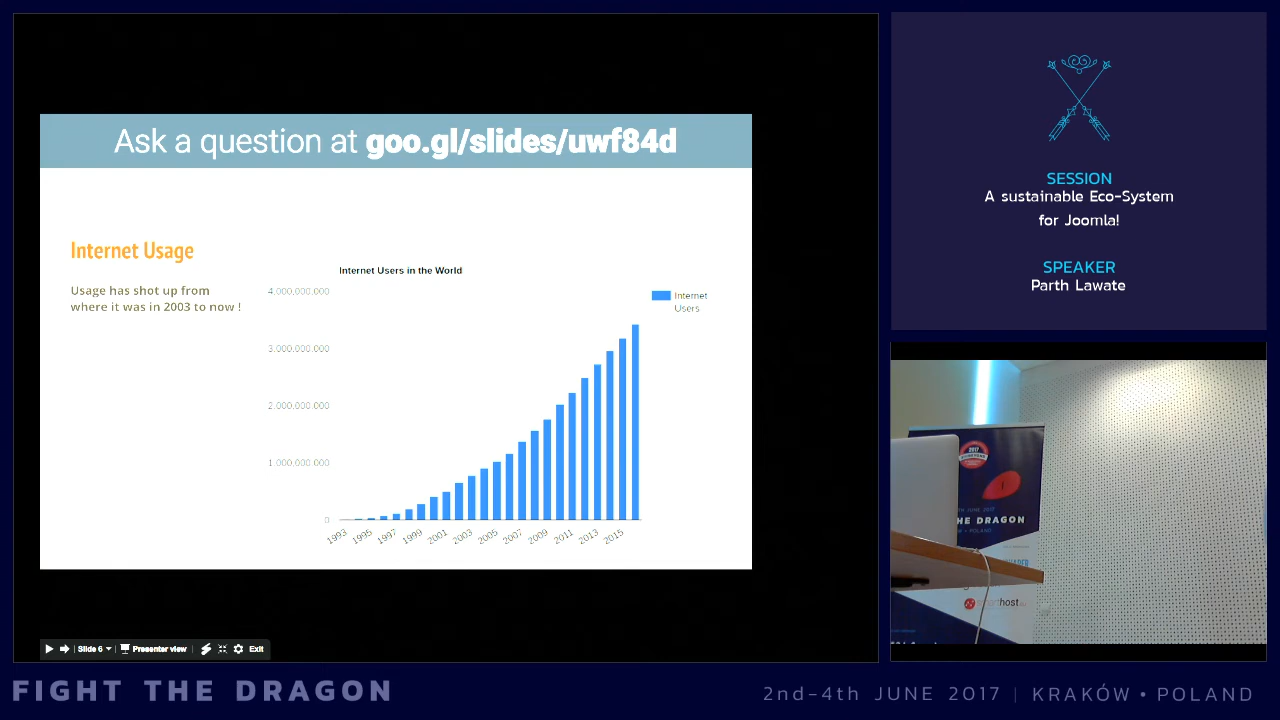 Ask a question at goo.gl/slides/uwf84d
Internet Usage
Usage has shot up from
where it was in 2003 to now !
Internet Users in the World
4,000,000,000
3,000,000,000
2,000,000,000
1,000,000,000
0
Internet
Users
1993
1995
1997
1999
2001
2003
2005
2007
2009
2011
2013
2015
Slide 6
Presenter view
Exit
SESSION
A sustainable Eco-System
for Joomla!
SPEAKER
Parth Lawate
2017
HE DRAGON
host
FIGHT THE DRAGON
2nd-4th JUNE 2017 | KRAKÓW • POLAND